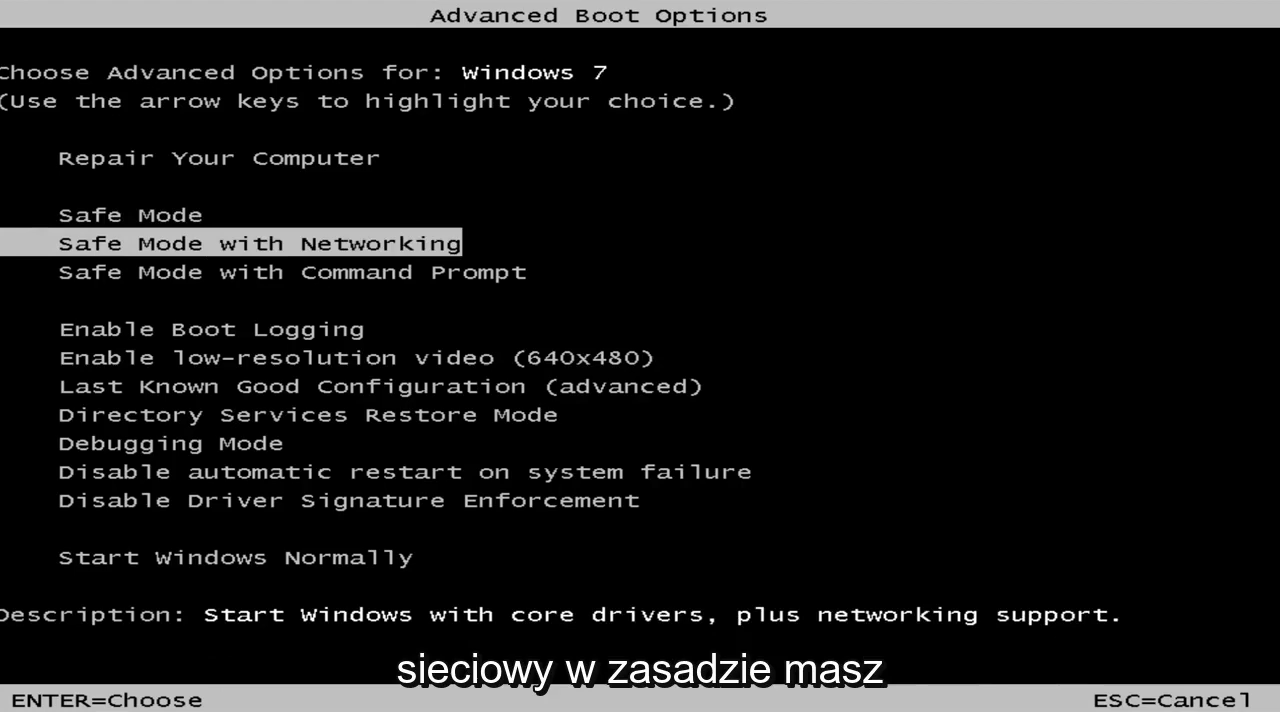 Advanced Boot Options
Choose Advanced Options for: Windows 7
(Use the arrow keys to highlight your choice.)
Repair Your Computer
Safe Mode
Safe Mode with Networking
Safe Mode with Command Prompt
Enable Boot Logging
Enable low-resolution video (640x480)
Last Known Good Configuration (advanced)
Directory Services Restore Mode
Debugging Mode
Disable automatic restart on system failure
Disable Driver Signature Enforcement
Start Windows Normally
Description: Start Windows with core drivers, plus networking support.
sieciowy w zasadzie masz
ENTER=Choose ESC=Cancel